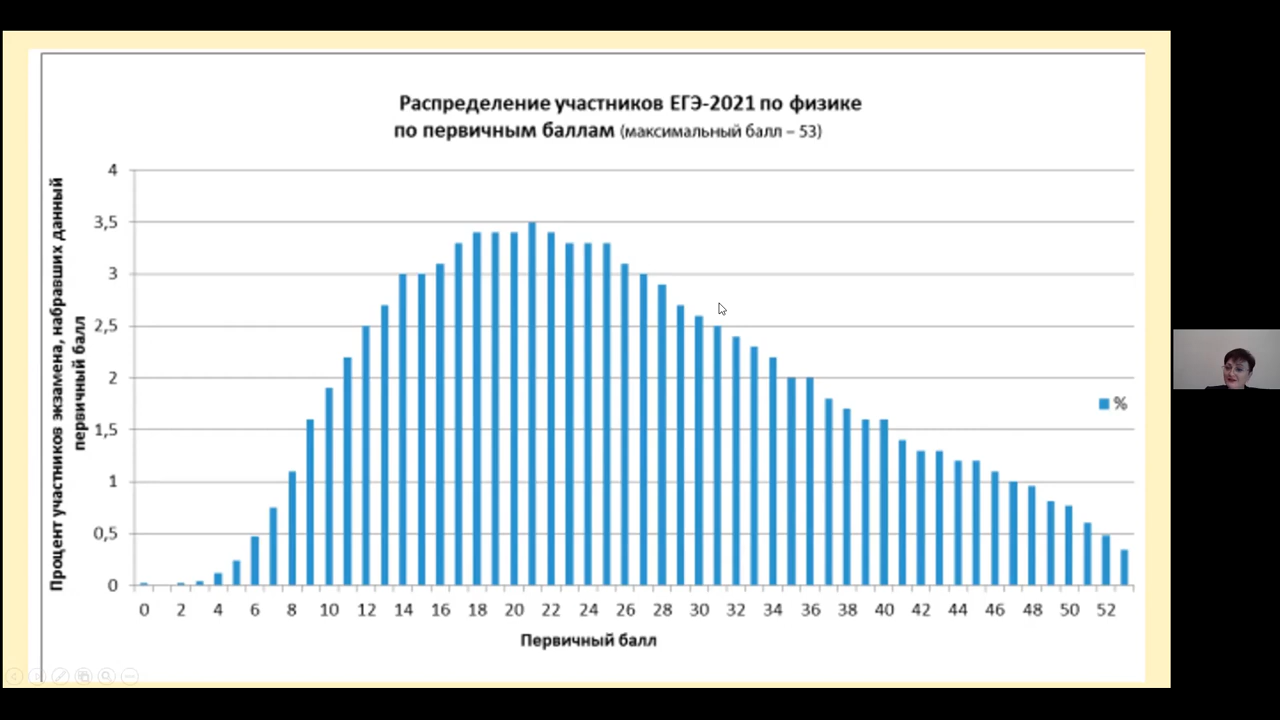 Распределение участников ЕГЭ-2021 по физике
по первичным баллам (максимальный балл – 53)
Процент участников экзамена, набравших данный
первичный балл
4
3,5
3
2,5
2
1,5
1
0,5
0
%
0 2 4 6 8 10 12 14 16 18 20 22 24 26 28 30 32 34 36 38 40 42 44 46 48 50 52
Первичный балл